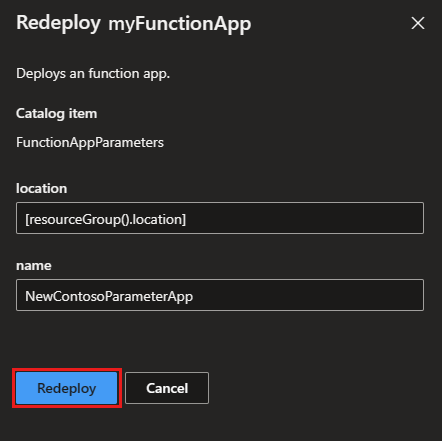 Redeploy myFunctionApp
Deploys an function app.
Catalog item
FunctionAppParameters
location
[resourceGroup().location]
name
NewContosoParameterApp
Redeploy Cancel